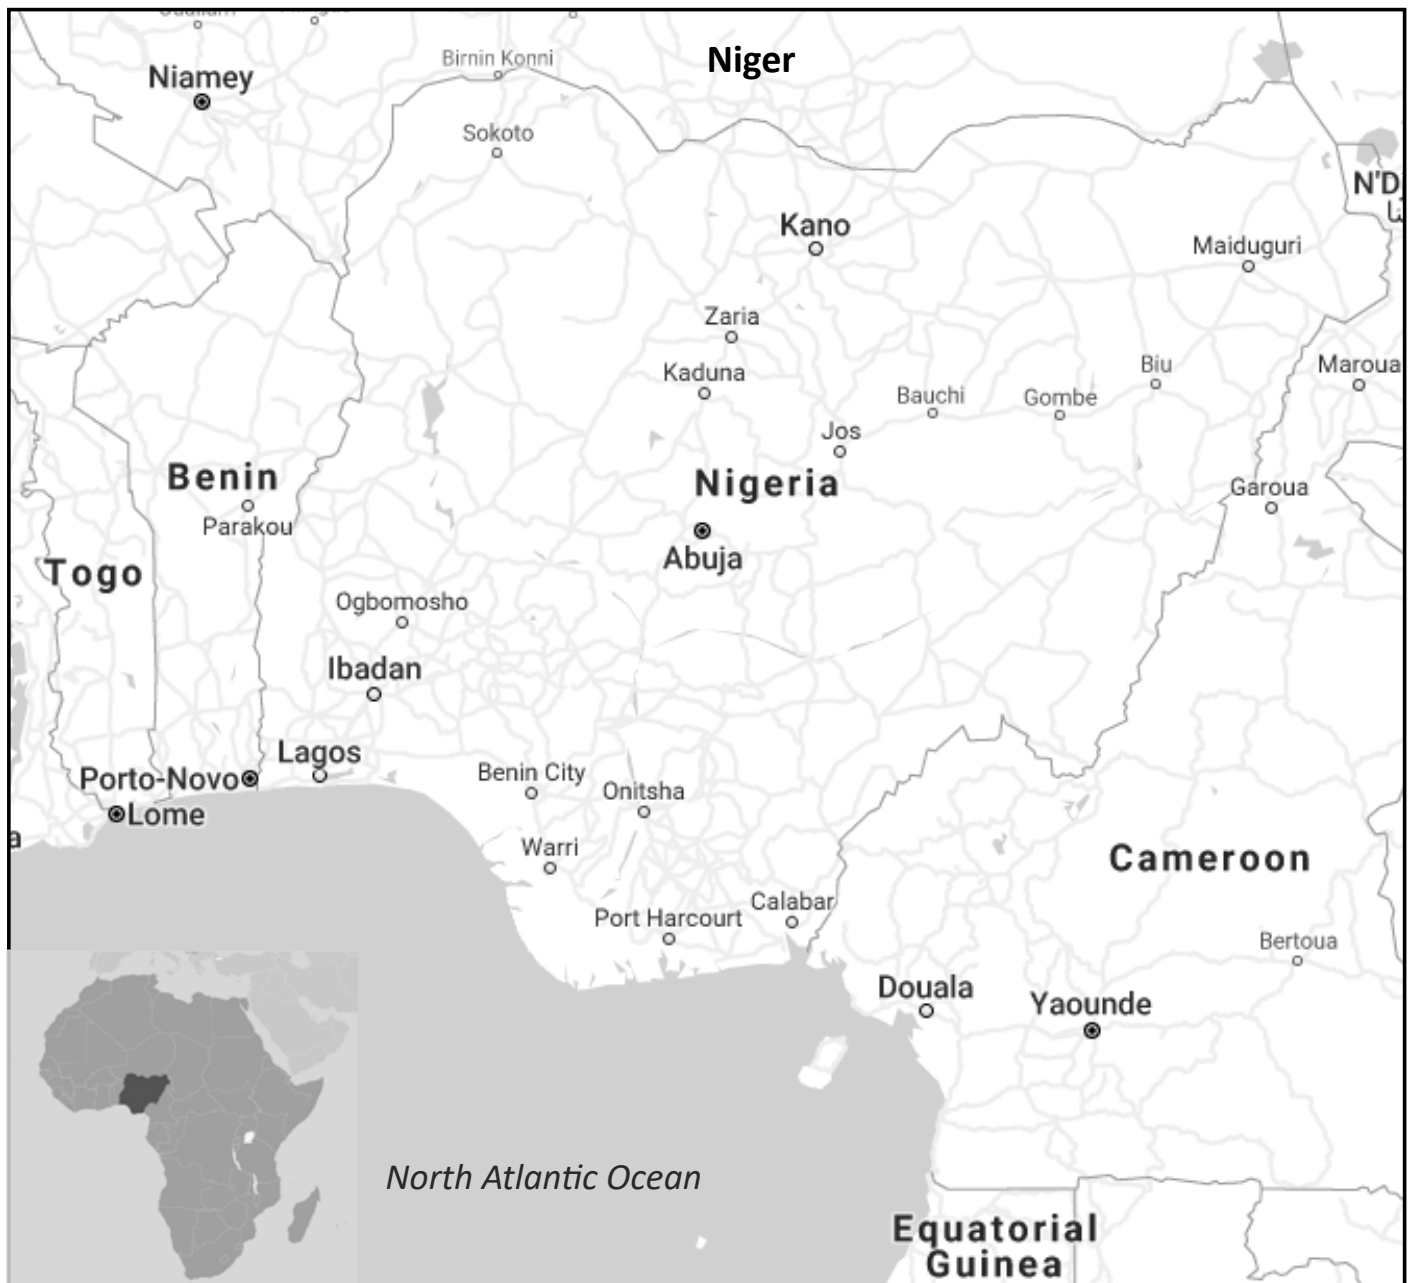 Niger
Birnin Konni
Niamey
Sokoto
N'D
Kano
Maiduguri
Zaria
Kaduna
Biu
Maroua
Bauchi
Gombe
Jos
Benin
Nigeria
Garoua
Parakou
Abuja
Togo
Ogbomosho
Ibadan
Lagos
Porto-Novo
Benin City
Onitsha
Lome
a
Warri
Cameroon
Calabar
Port Harcourt
Bertoua
Douala
Yaounde
North Atlantic Ocean
Equatorial
Guinea